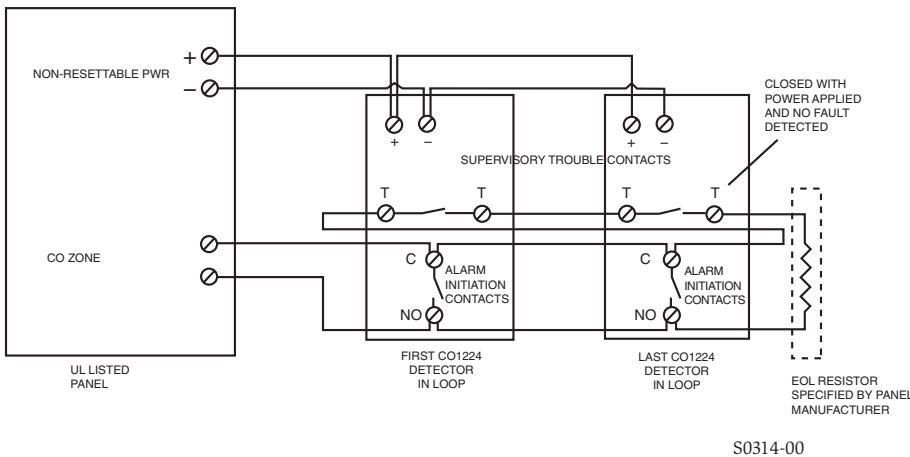 +
NON-RESETTABLE PWR
–
CO ZONE
UL LISTED
PANEL
+ –
+ –
SUPERVISORY TROUBLE CONTACTS
CLOSED WITH
POWER APPLIED
AND NO FAULT
DETECTED
T T
T T
C
ALARM
INITIATION
CONTACTS
NO
C
ALARM
INITIATION
CONTACTS
NO
FIRST CO1224
DETECTOR
IN LOOP
LAST CO1224
DETECTOR
IN LOOP
EOL RESISTOR
SPECIFIED BY PANEL
MANUFACTURER
S0314-00